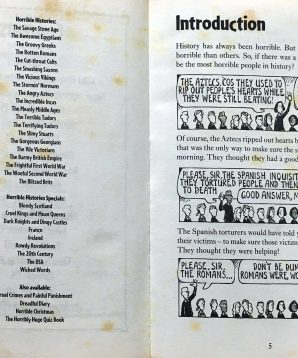 Horrible Histories:
The Savage Stone Age
The Awesome Egyptians
The Groovy Greeks
The Rotten Romans
The Cut-throat Celts
The Smashing Saxons
The Vicious Vikings
The Stormin' Normans
The Angry Aztecs
The Incredible Incas
The Measly Middle Ages
The Terrible Tudors
The Terrifying Tudors
The Slimy Stuarts
The Gorgeous Georgians
The Vile Victorians
The Barmy British Empire
The Frightful First World War
The Woeful Second World War
The Blitzed Brits
Horrible Histories Specials:
Bloody Scotland
Cruel Kings and Mean Queens
Dark Knights and Dingy Castles
France
Ireland
Rowdy Revolutions
The 20th Century
The USA
Wicked Words
Also available:
Cruel Crimes and Painful Punishment
Dreadful Diary
Horrible Christmas
The Horribly Huge Quiz Book
Introduction
History has always been horrible. But
horrible than others. So, if there was a
be the most horrible people in history?
THE AZTECS, 'COS THEY USED TO
RIP OUT PEOPLE'S HEARTS WHILE
THEY WERE STILL BEATING!
Of course, the Aztecs ripped out hearts b
that was the only way to make sure the s
morning. They thought they had a good
PLEASE, SIR, THE SPANISH INQUISIT
THEY TORTURED PEOPLE AND THEN
TO DEATH
GOOD ANSWER, M
The Spanish torturers would have told y
their victims – to make sure those victim
They thought they were helping!
PLEASE, SIR,
THE ROMANS...
DON'T BE DUM
ROMANS WERE WO
5